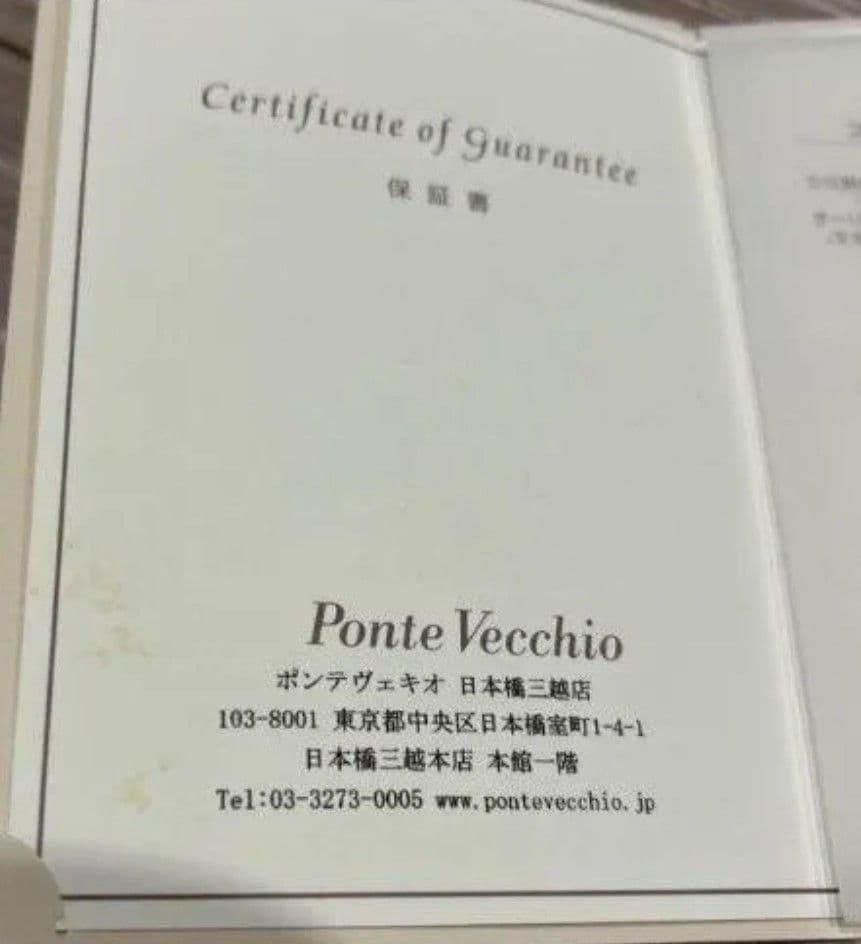 Certificate of guarantee
保証書
Ponte Vecchio
ポンテヴェキオ 日本橋三越店
103-8001 東京都中央区日本橋室町1-4-1
日本橋三越本店 本館一階
Tel:03-3273-0005 www.pontevecchio.jp